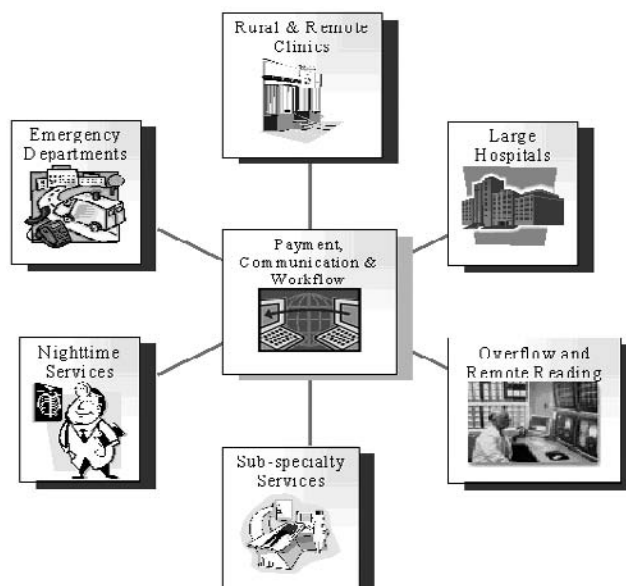 Rural & Remote
Clinics
Emergency
Departments
Large
Hospitals
Payment,
Communication &
Workflow
Nighttime
Services
Overflow and
Remote Reading
Sub-specialty
Services